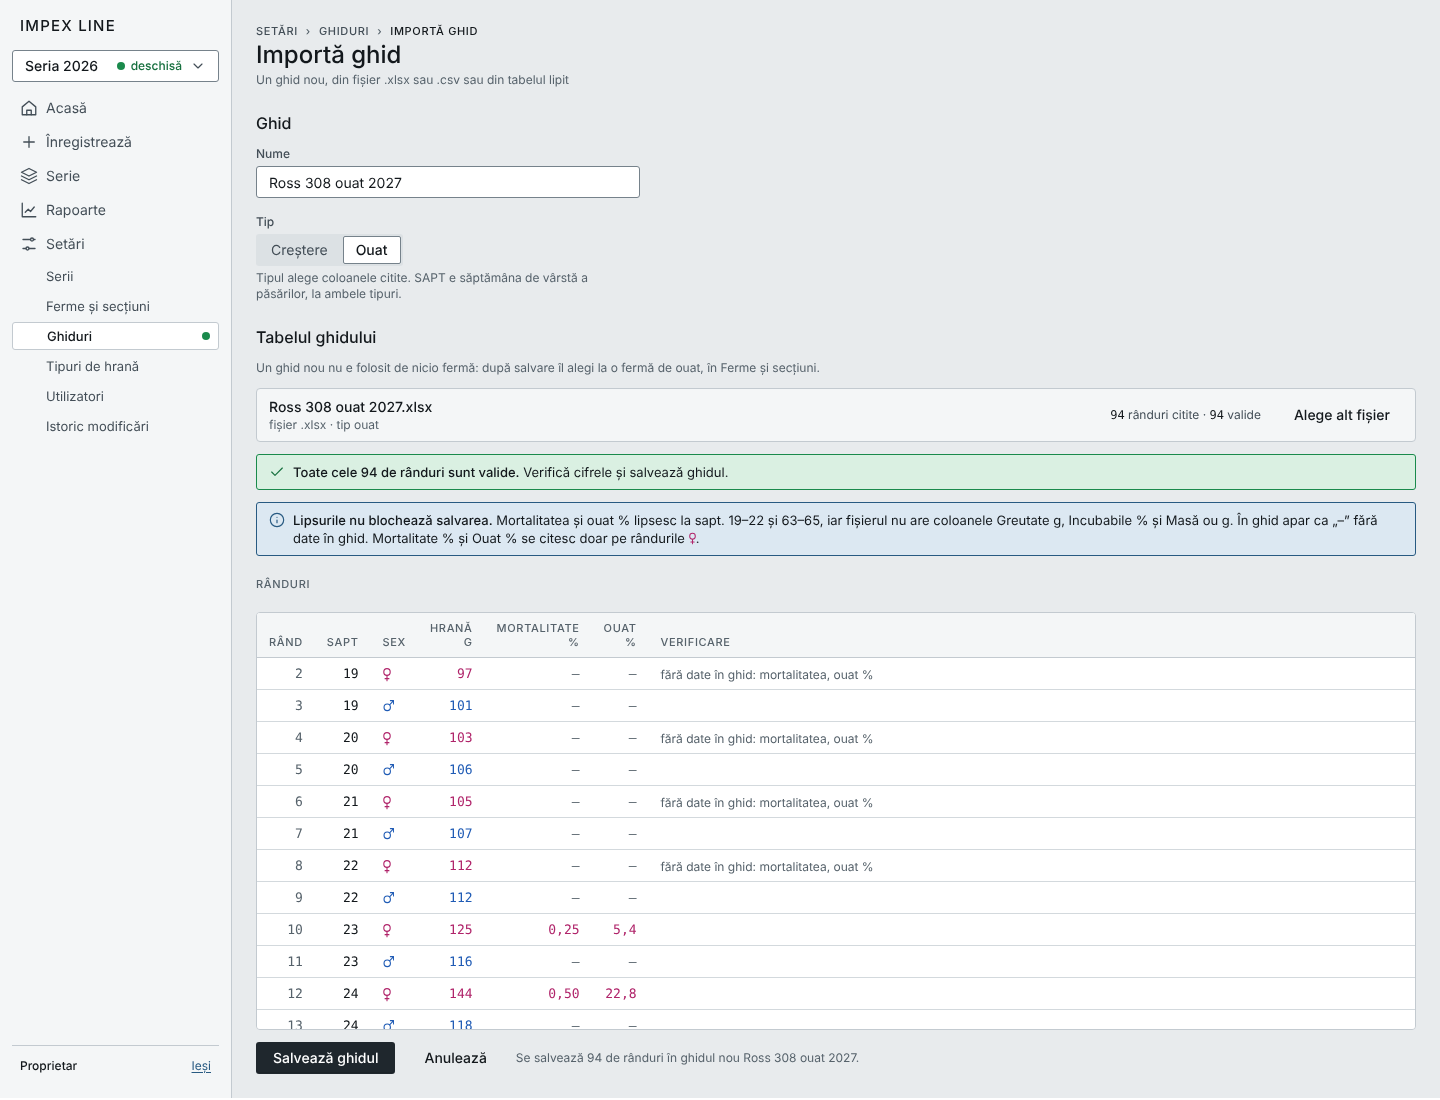 IMPEX LINE
Seria 2026 deschisă
Acasă
Înregistrează
Serie
Rapoarte
Setări
Serii
Ferme și secțiuni
Ghiduri
Tipuri de hrană
Utilizatori
Istoric modificări
Proprietar Ieși
SETĂRI › GHIDURI › IMPORTĂ GHID
Importă ghid
Un ghid nou, din fișier .xlsx sau .csv sau din tabelul lipit
Ghid
Nume
Ross 308 ouat 2027
Tip
Creștere Ouat
Tipul alege coloanele citite. SAPT e săptămâna de vârstă a
păsărilor, la ambele tipuri.
Tabelul ghidului
Un ghid nou nu e folosit de nicio fermă: după salvare îl alegi la o fermă de ouat, în Ferme și secțiuni.
Ross 308 ouat 2027.xlsx
fișier .xlsx · tip ouat
94 rânduri citite · 94 valide Alege alt fișier
Toate cele 94 de rânduri sunt valide. Verifică cifrele și salvează ghidul.
Lipsurile nu blochează salvarea. Mortalitatea și ouat % lipsesc la sapt. 19–22 și 63–65, iar fișierul nu are coloanele Greutate g, Incubabile % și Masă ou g. În ghid apar ca „–” fără
date în ghid. Mortalitate % și Ouat % se citesc doar pe rândurile ♀.
RÂNDURI
RÂND SAPT SEX HRANĂ G MORTALITATE % OUAT % VERIFICARE
2 19 ♀ 97 – – fără date în ghid: mortalitatea, ouat %
3 19 ♂ 101 – –
4 20 ♀ 103 – – fără date în ghid: mortalitatea, ouat %
5 20 ♂ 106 – –
6 21 ♀ 105 – – fără date în ghid: mortalitatea, ouat %
7 21 ♂ 107 – –
8 22 ♀ 112 – – fără date în ghid: mortalitatea, ouat %
9 22 ♂ 112 – –
10 23 ♀ 125 0,25 5,4
11 23 ♂ 116 – –
12 24 ♀ 144 0,50 22,8
13 24 ♂ 118 – –
Salvează ghidul Anulează Se salvează 94 de rânduri în ghidul nou Ross 308 ouat 2027.